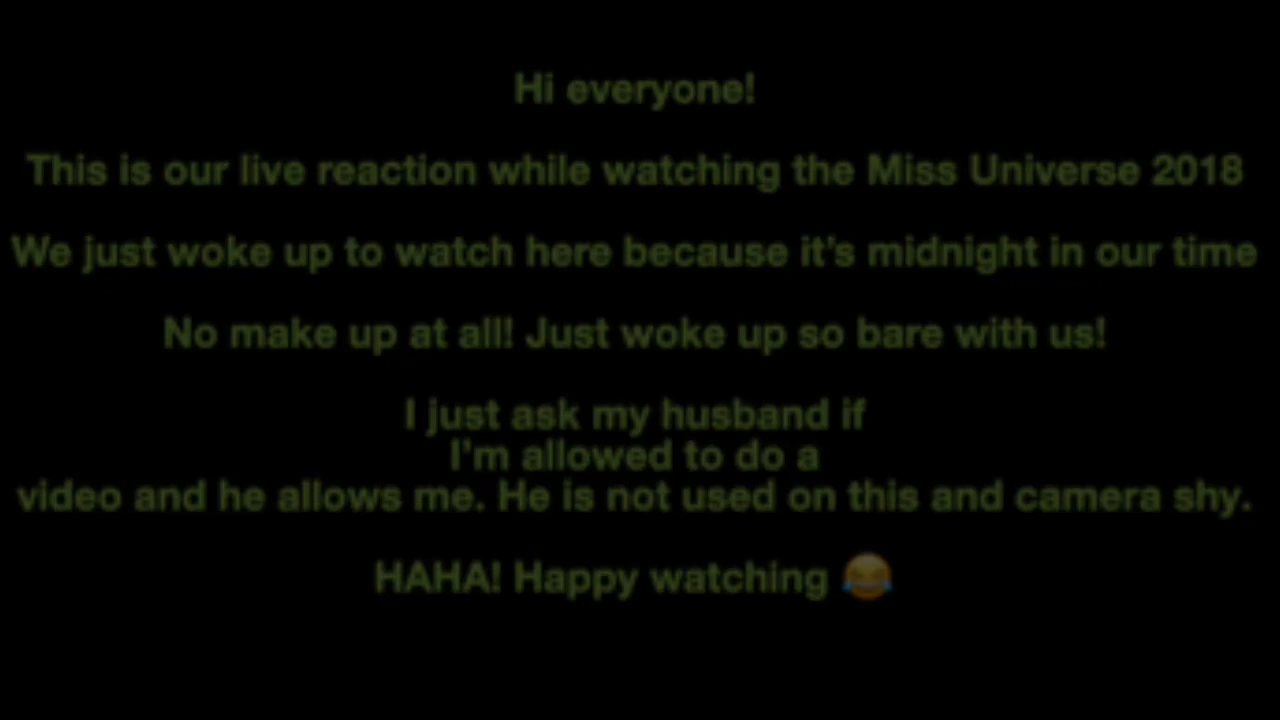 Hi everyone!
This is our live reaction while watching the Miss Universe 2018
We just woke up to watch here because it's midnight in our time
No make up at all! Just woke up so bare with us!
I just ask my husband if
I'm allowed to do a
video and he allows me. He is not used on this and camera shy.
HAHA! Happy watching 😂